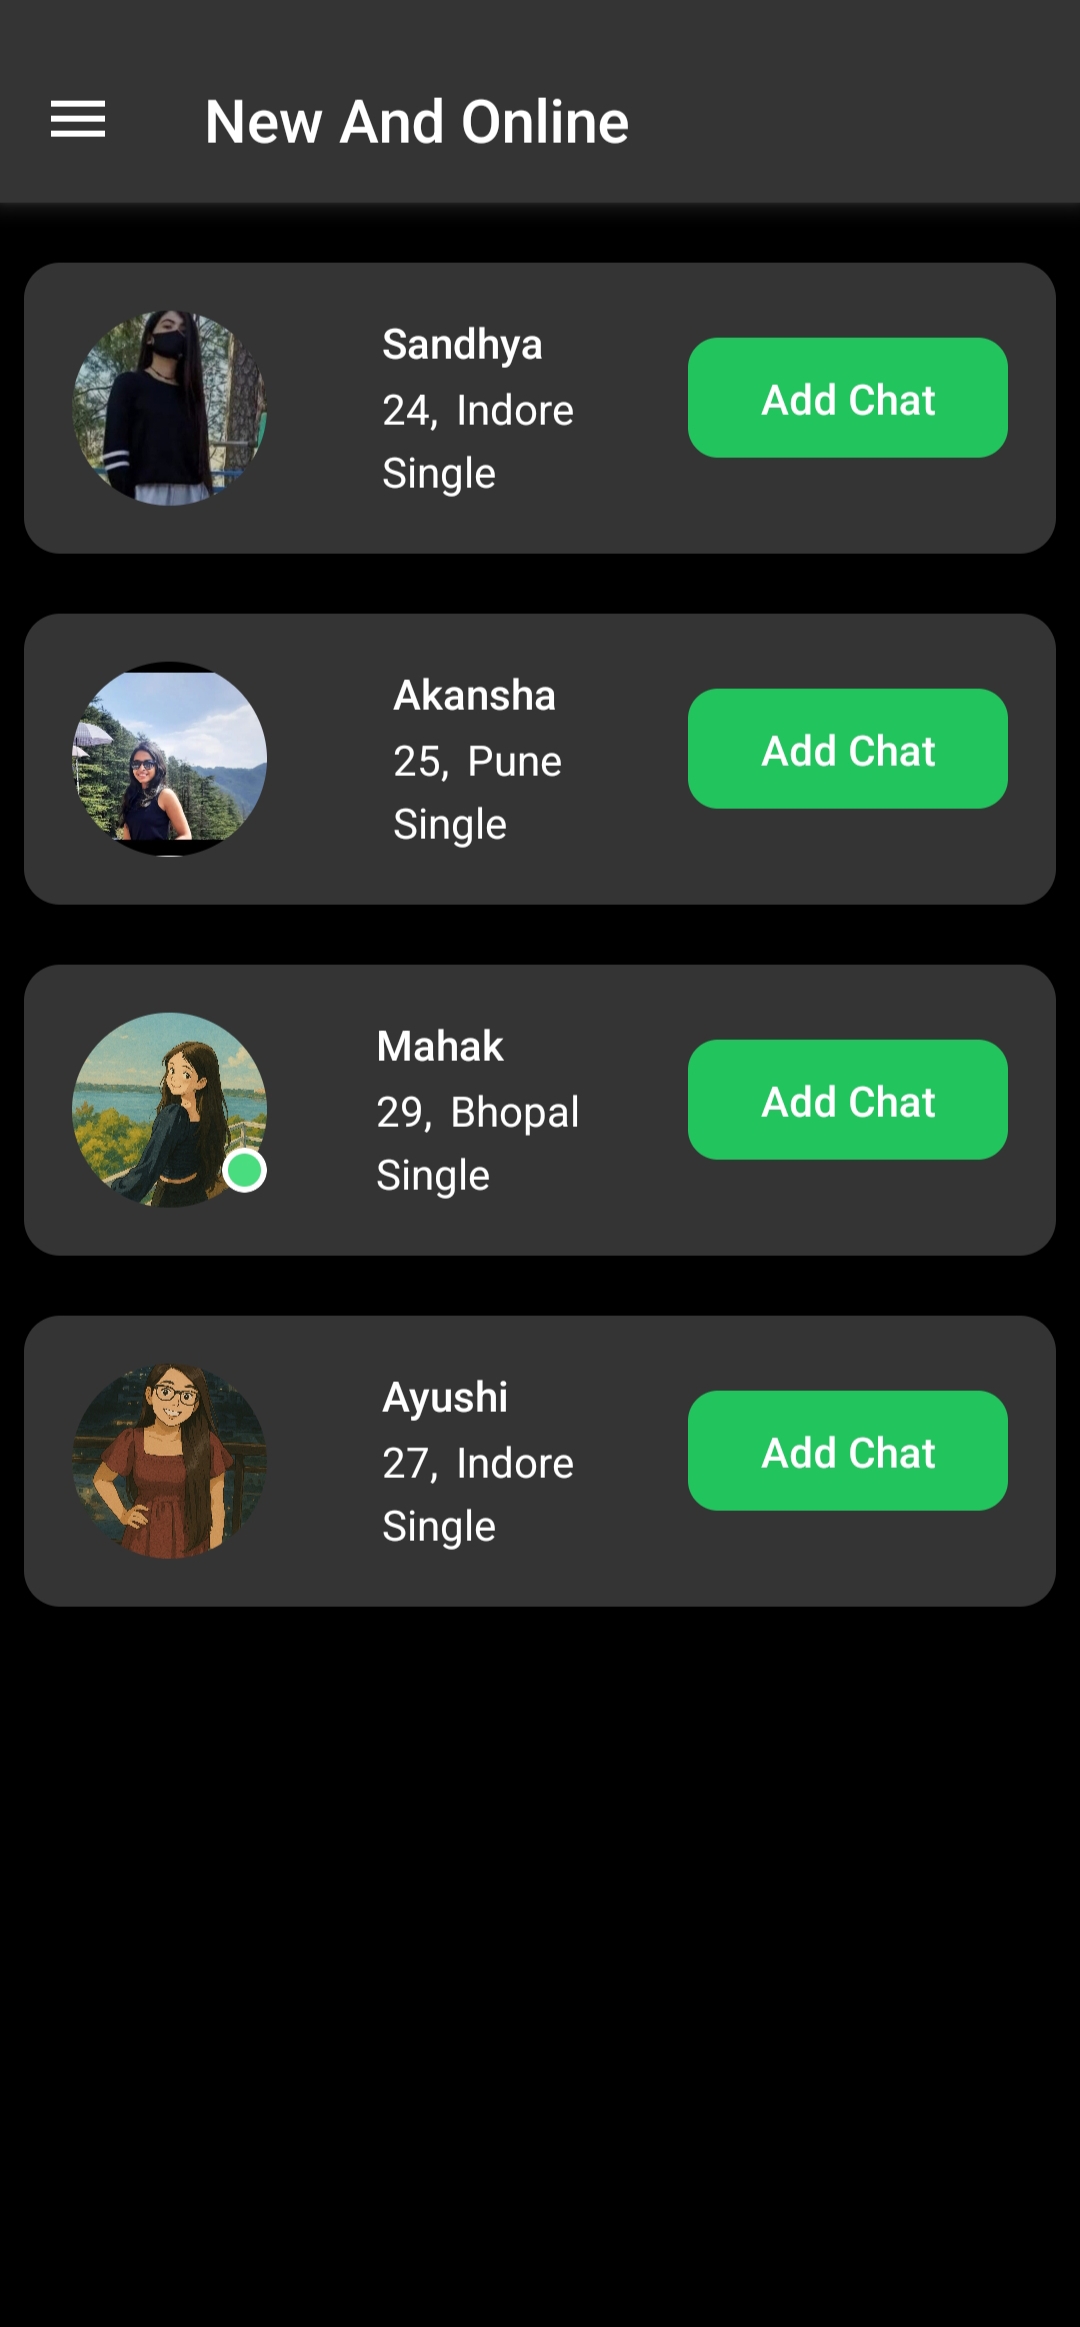 New And Online
Sandhya
24, Indore
Single
Add Chat
Akansha
25, Pune
Single
Add Chat
Mahak
29, Bhopal
Single
Add Chat
Ayushi
27, Indore
Single
Add Chat